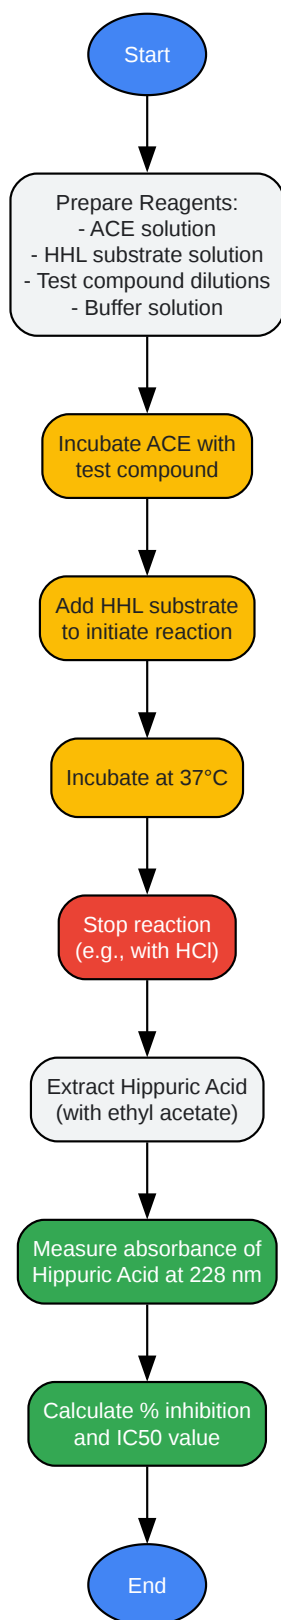 Start
Prepare Reagents:
- ACE solution
- HHL substrate solution
- Test compound dilutions
- Buffer solution
Incubate ACE with
test compound
Add HHL substrate
to initiate reaction
Incubate at 37°C
Stop reaction
(e.g., with HCl)
Extract Hippuric Acid
(with ethyl acetate)
Measure absorbance of
Hippuric Acid at 228 nm
Calculate % inhibition
and IC50 value
End